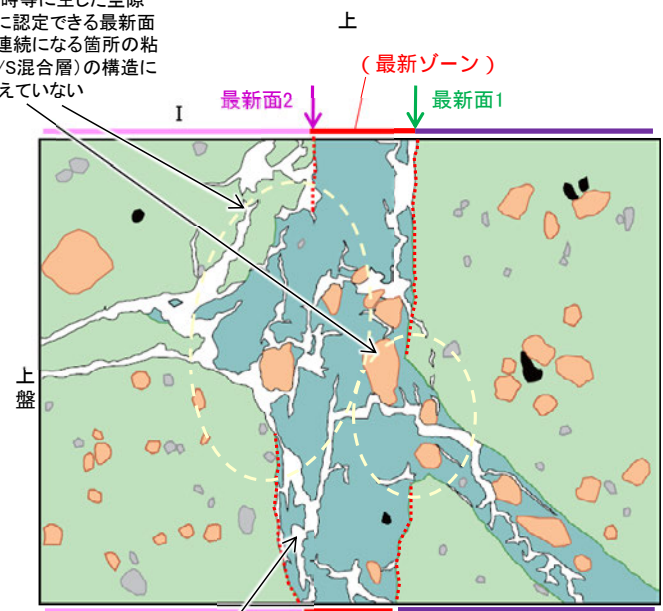 時等に生じた空隙
に認定できる最新面
連続になる箇所の粘
/S混合層)の構造に
えていない
上
(最新ゾーン)
最新面2
最新面1
I
上盤